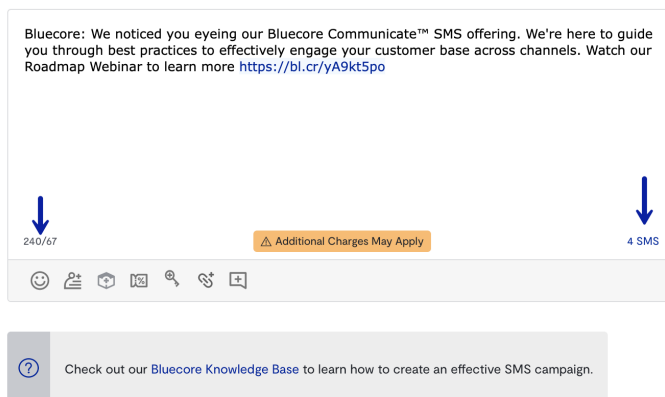 Bluecore: We noticed you eyeing our Bluecore Communicate™ SMS offering. We're here to guide
you through best practices to effectively engage your customer base across channels. Watch our
Roadmap Webinar to learn more https://bl.cr/yA9kt5po
240/67
Additional Charges May Apply
4 SMS
Check out our Bluecore Knowledge Base to learn how to create an effective SMS campaign.